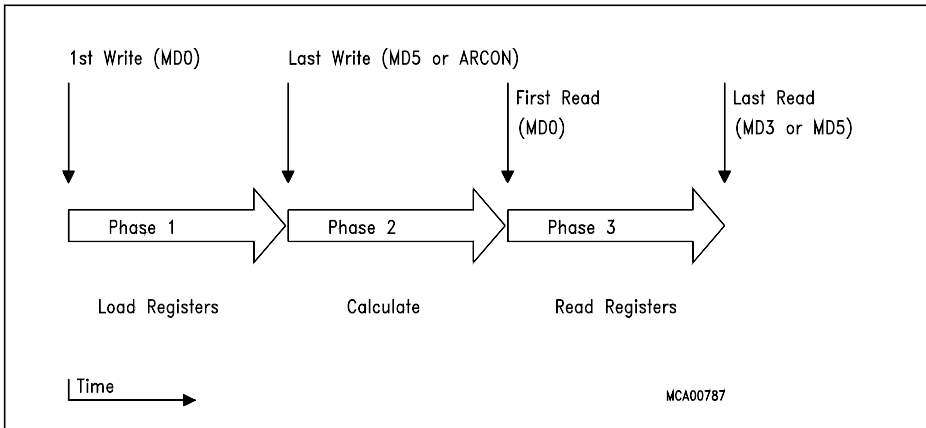 1st Write (MD0)
Last Write (MD5 or ARCON)
First Read
(MD0)
Last Read
(MD3 or MD5)
Phase 1
Phase 2
Phase 3
Load Registers
Calculate
Read Registers
Time
MCA00787